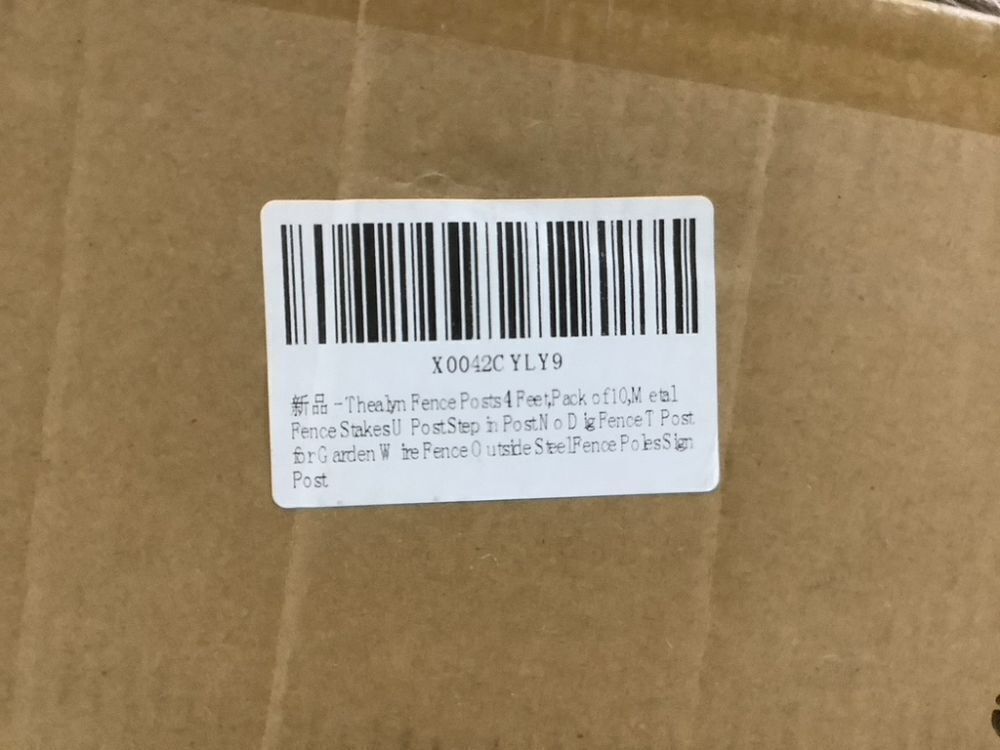 X0042CYLY9
新品 -Thealyn Fence Posts 4 Feet,Pack of 10,Metal
Fence Stakes U Post Step in Post No Dig Fence T Post
for Garden Wire Fence Outside Steel Fence Poles Sign
Post